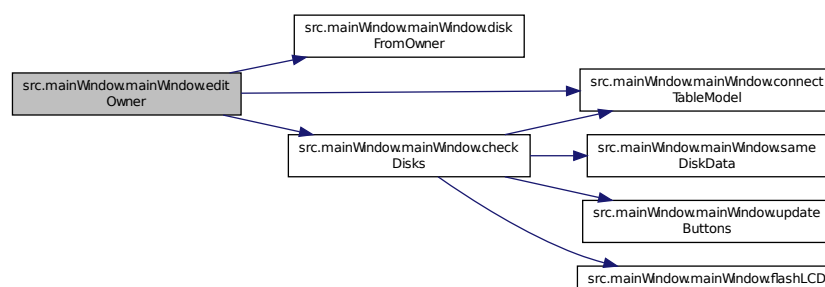 src.mainWindow.mainWindow.disk
FromOwner
src.mainWindow.mainWindow.edit
Owner
src.mainWindow.mainWindow.connect
TableModel
src.mainWindow.mainWindow.check
Disks
src.mainWindow.mainWindow.same
DiskData
src.mainWindow.mainWindow.update
Buttons
src.mainWindow.mainWindow.flashLCD